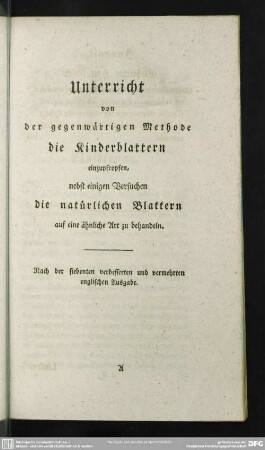 Unterricht
von
der gegenwärtigen Methode
die Kinderblattern
einzupfropfen,
nebst einigen Versuchen
die natürlichen Blattern
auf eine ähnliche Art zu behandeln.
Nach der siebenten verbesserten und vermehrten
englischen Ausgabe.
A